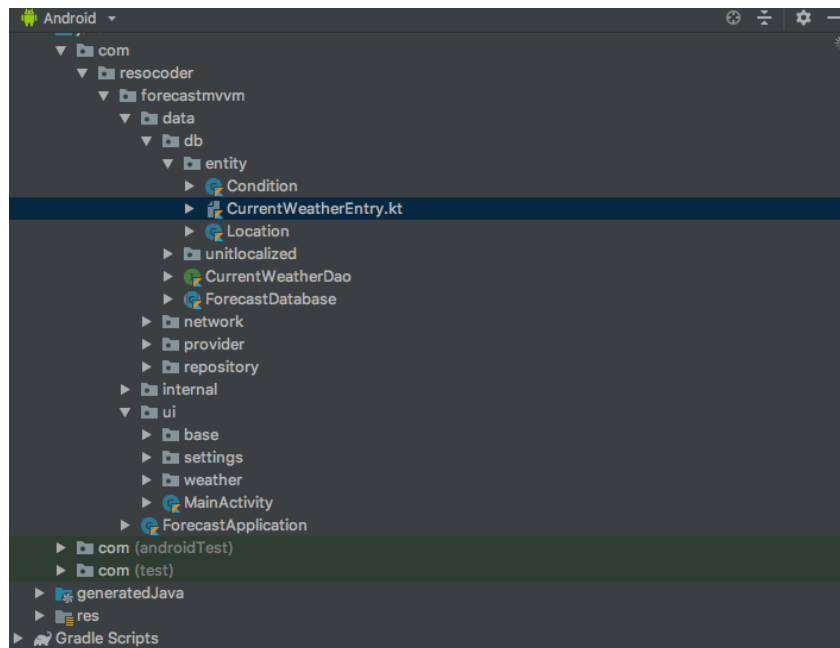 Android
com
resocoder
forecastmvvm
data
db
entity
Condition
CurrentWeatherEntry.kt
Location
unitlocalized
CurrentWeatherDao
ForecastDatabase
network
provider
repository
internal
ui
base
settings
weather
MainActivity
ForecastApplication
com (androidTest)
com (test)
generatedJava
res
Gradle Scripts